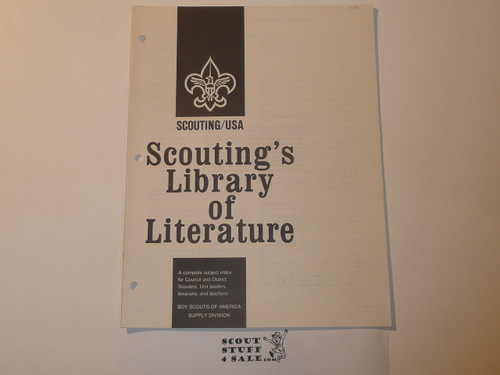 SCOUTING/USA
Scouting's
Library
of
Literature
A complete subject index
for Council and District
Scouters, Unit leaders,
librarians, and teachers.
BOY SCOUTS OF AMERICA
SUPPLY DIVISION
SCOUT
STUFF
4 SALE.com